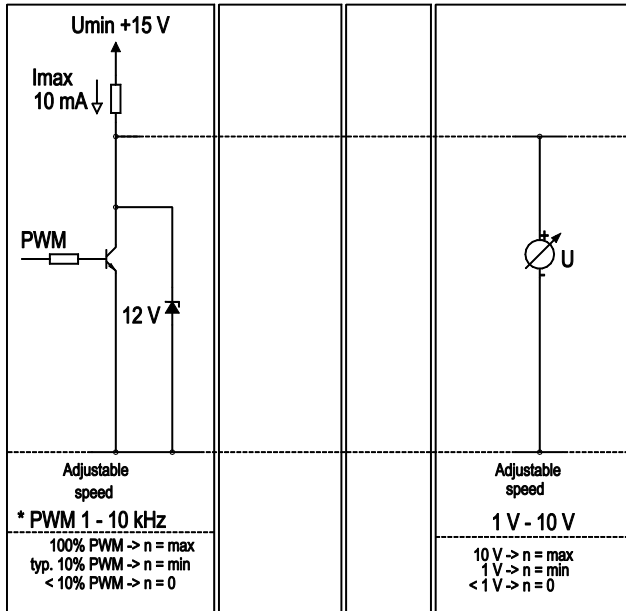 Umin +15 V
Imax
10 mA
PWM
12 V
Adjustable
speed
* PWM 1 - 10 kHz
100% PWM -> n = max
typ. 10% PWM -> n = min
< 10% PWM -> n = 0
+
U
-
Adjustable
speed
1 V - 10 V
10 V -> n = max
1 V -> n = min
< 1 V -> n = 0